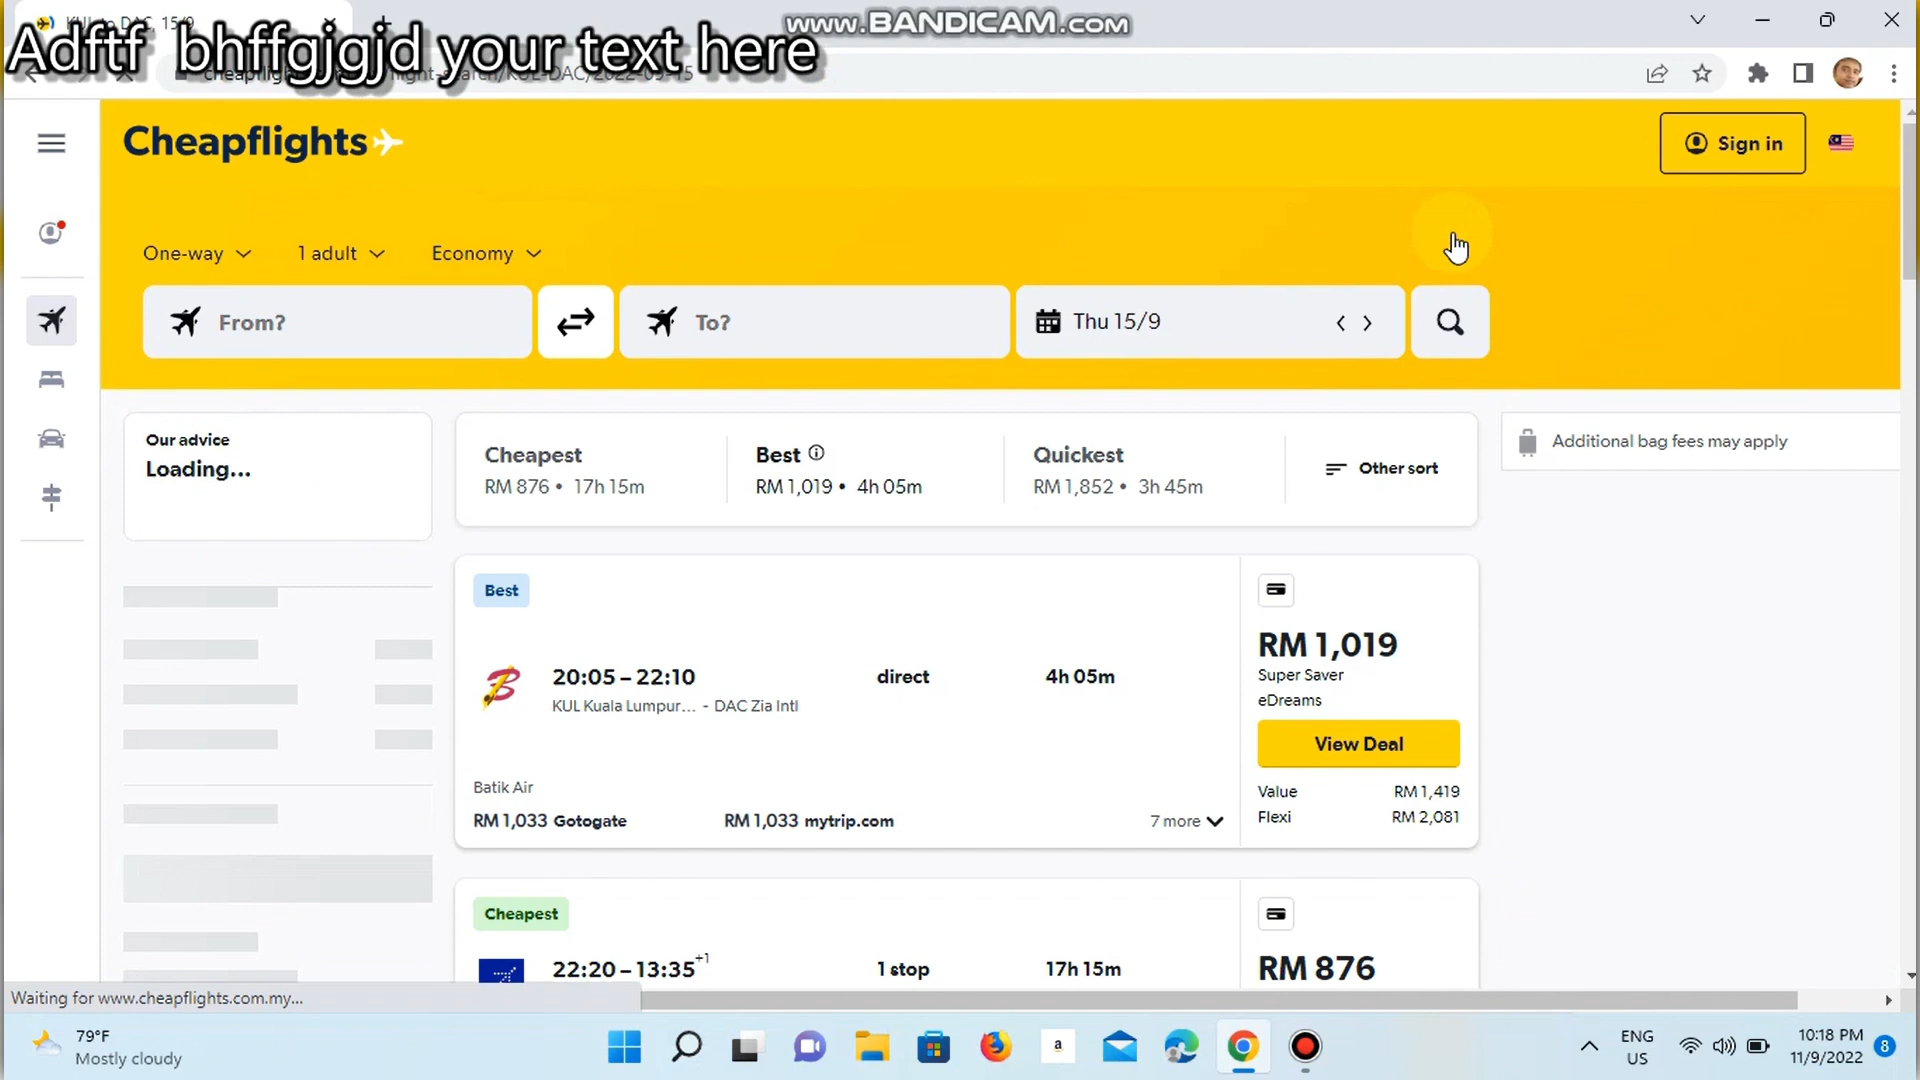 KUL to DAC, 15/9
www.BANDICAM.com
Adftf bhffgjgjd your text here
Cheapflights
Sign in
One-way
1 adult
Economy
From?
To?
Thu 15/9
Our advice
Loading...
Cheapest
RM 876 • 17h 15m
Best
RM 1,019 • 4h 05m
Quickest
RM 1,852 • 3h 45m
Other sort
Additional bag fees may apply
Best
20:05 – 22:10
direct
4h 05m
KUL Kuala Lumpur... - DAC Zia Intl
Batik Air
RM 1,033 Gotogate
RM 1,033 mytrip.com
7 more
RM 1,019
Super Saver
eDreams
View Deal
Value RM 1,419
Flexi RM 2,081
Cheapest
22:20 – 13:35+1
1 stop
17h 15m
RM 876
Waiting for www.cheapflights.com.my...
79°F
Mostly cloudy
a
ENG
US
10:18 PM
11/9/2022
8